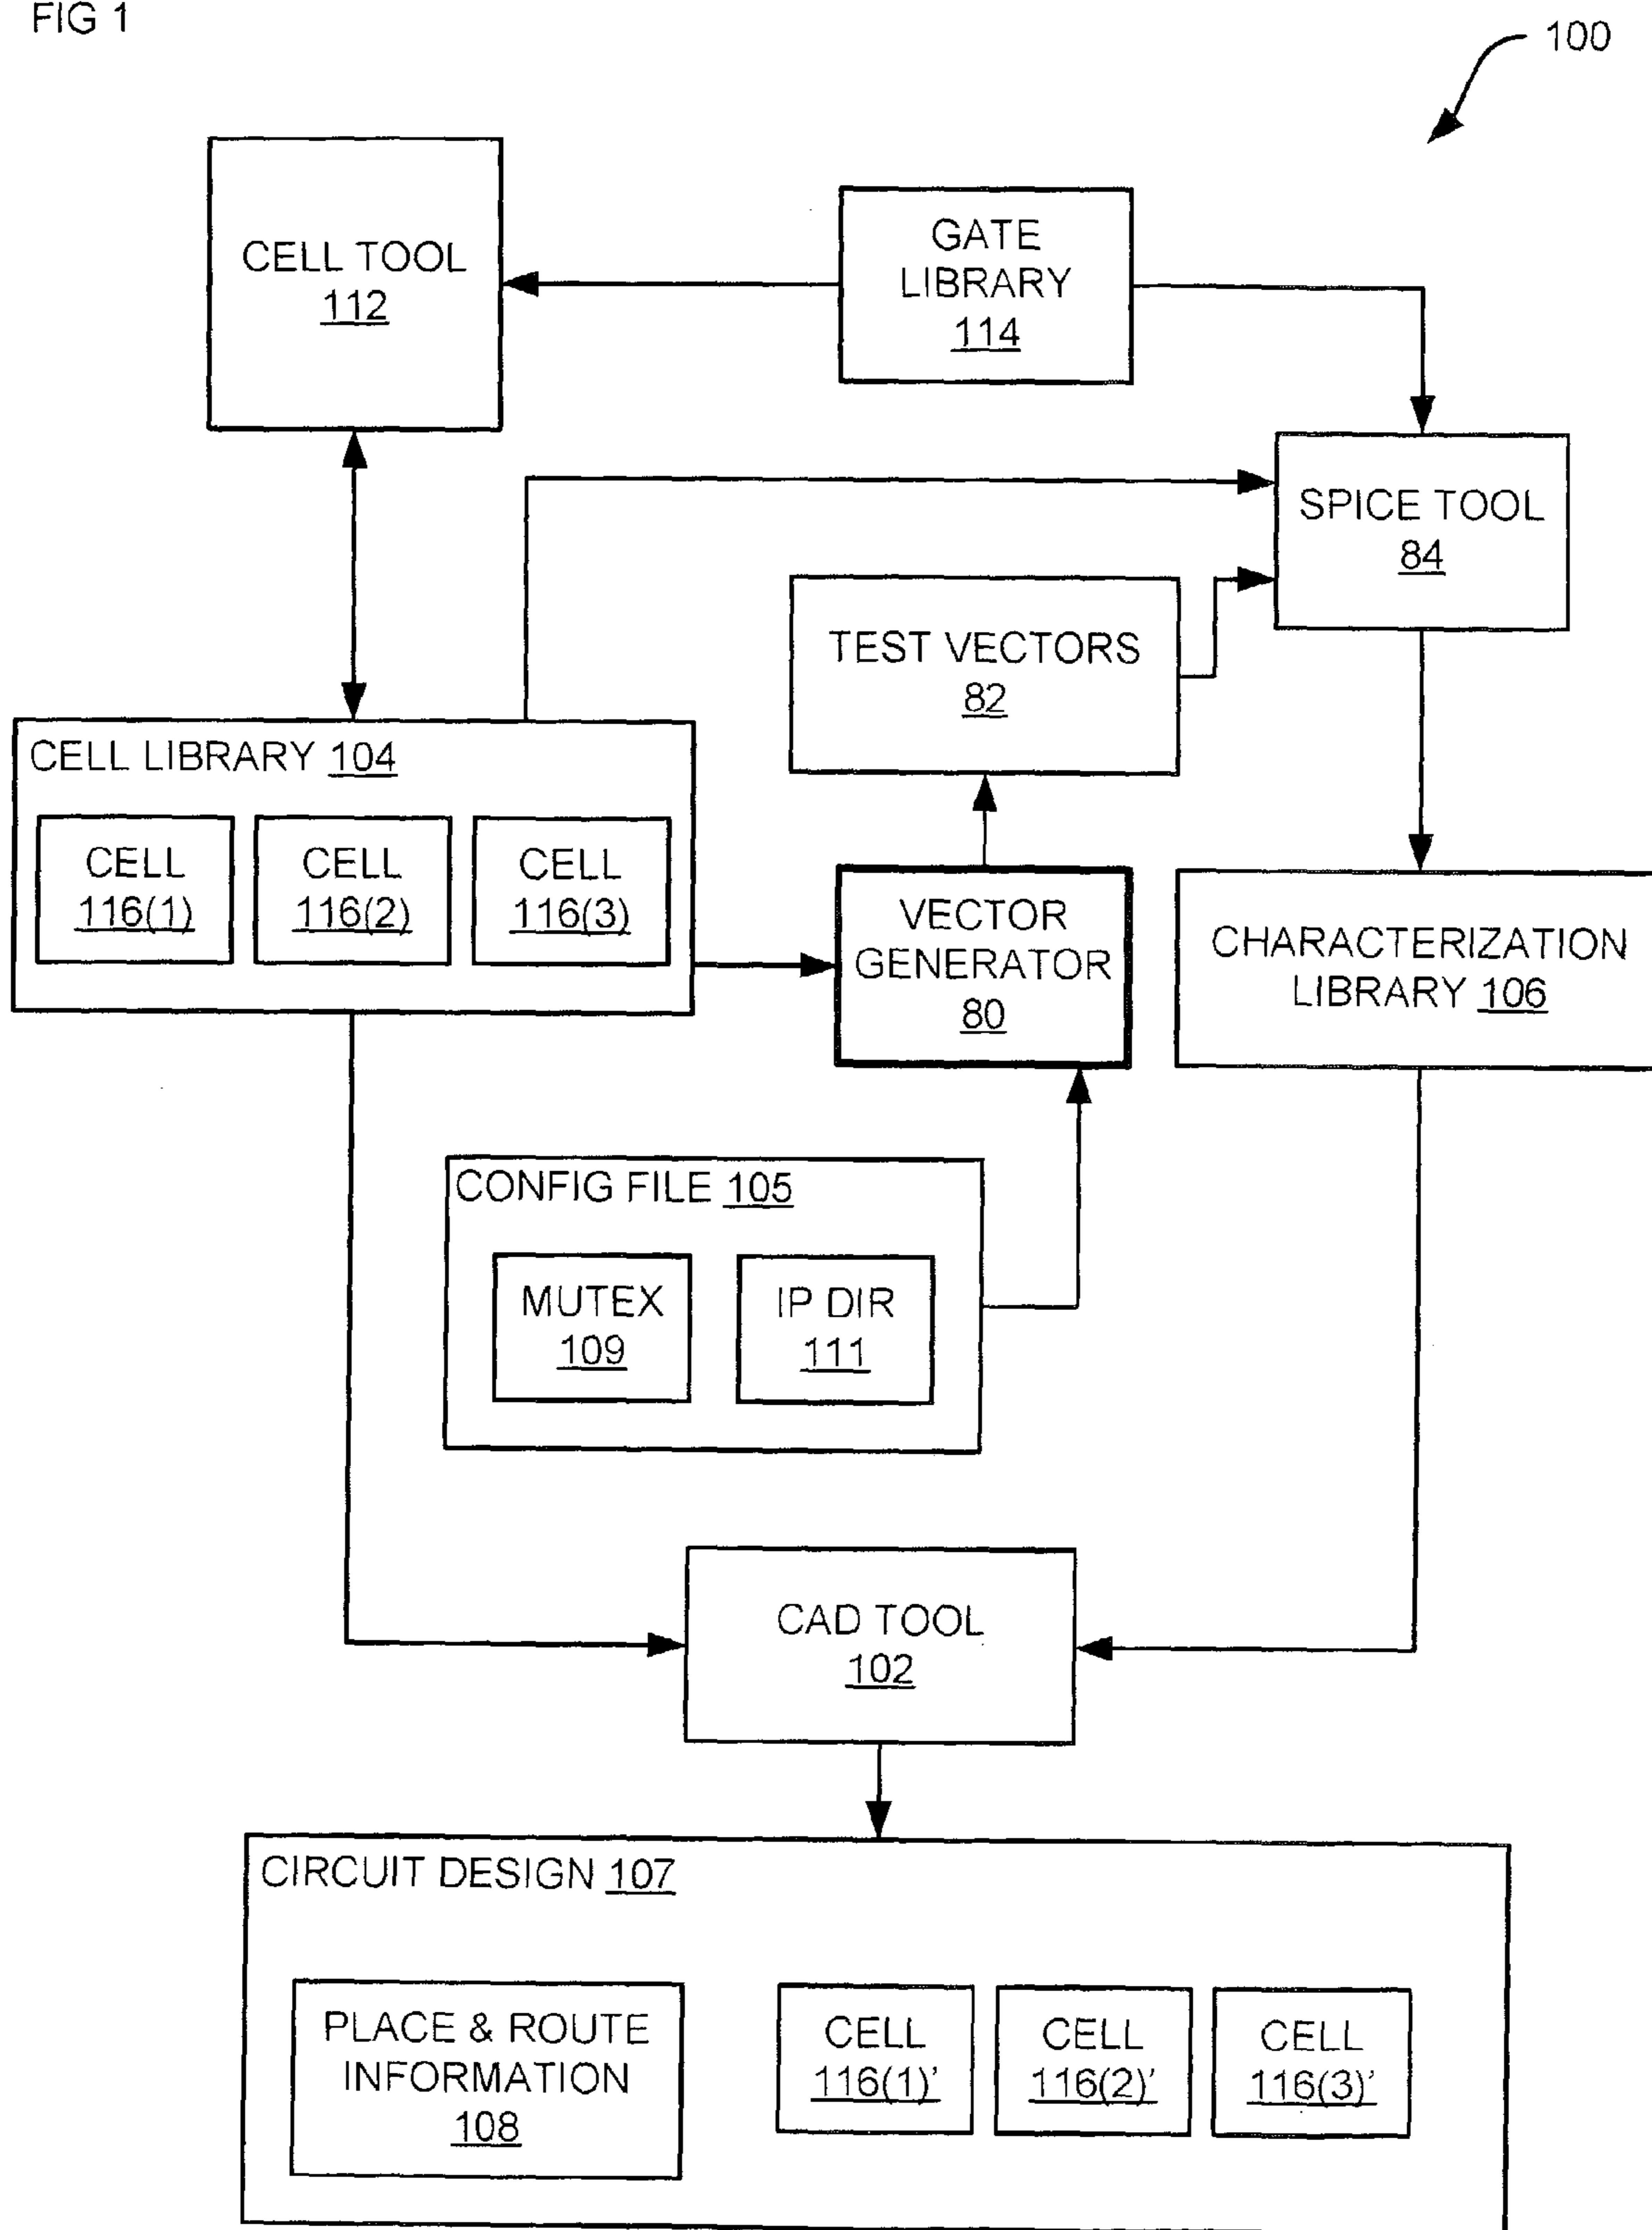 FIG 1
100
CELL TOOL
112
GATE
LIBRARY
114
SPICE TOOL
84
TEST VECTORS
82
CELL LIBRARY 104
CELL
116(1)
CELL
116(2)
CELL
116(3)
VECTOR
GENERATOR
80
CHARACTERIZATION
LIBRARY 106
CONFIG FILE 105
MUTEX
109
IP DIR
111
CAD TOOL
102
CIRCUIT DESIGN 107
PLACE & ROUTE
INFORMATION
108
CELL
116(1)’
CELL
116(2)’
CELL
116(3)’